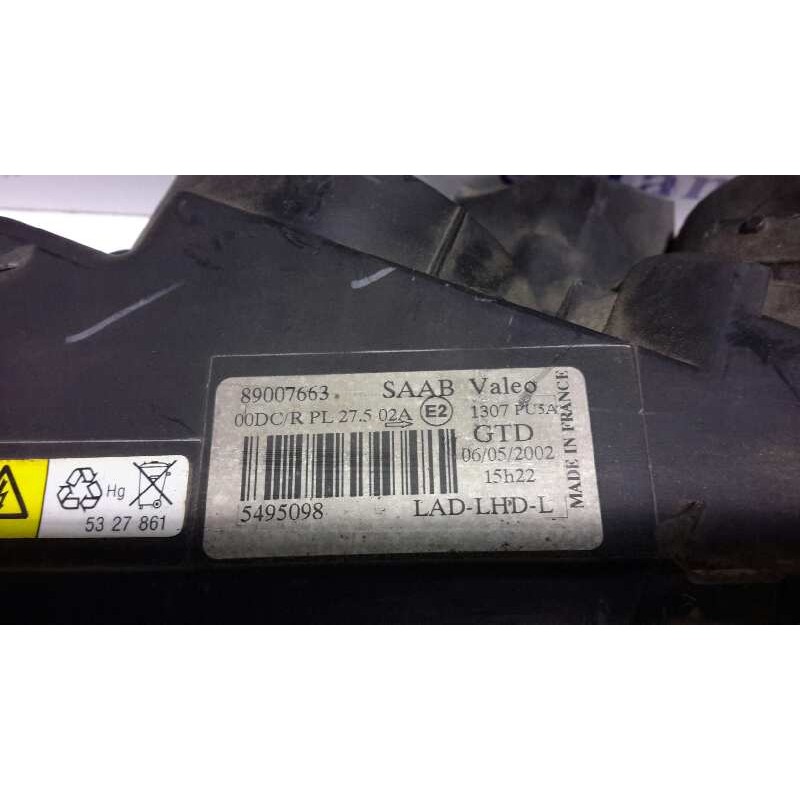 89007663 SAAB Valeo
00DC/R PL 27.5 02A E2 1307 PU5A
GTD
06/05/2002
15h22
5495098 LAD-LHD-L
MADE IN FRANCE
Hg
53 27 861